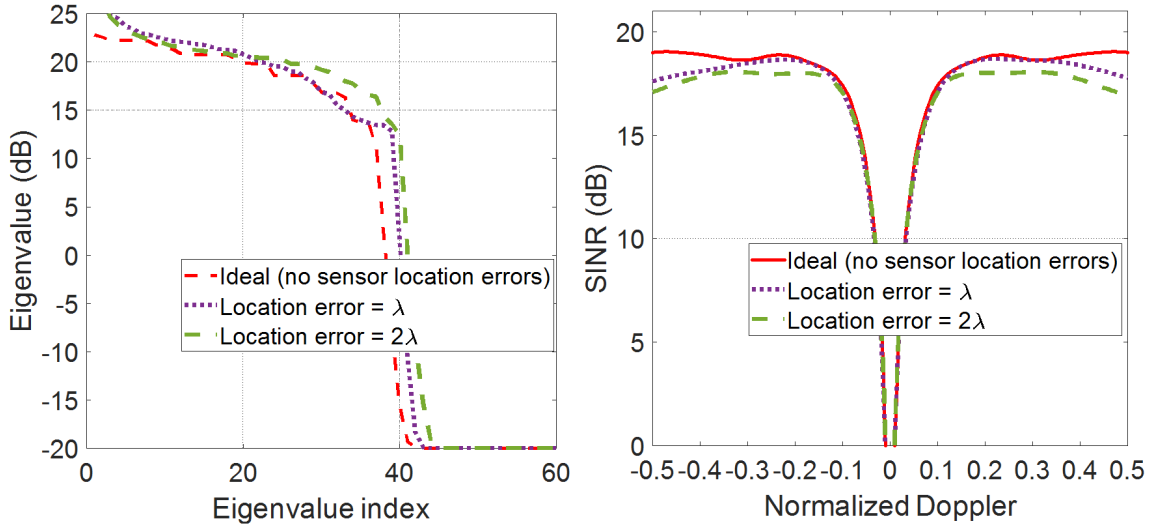 25
20
15
10
5
0
-5
-10
-15
-20
0
20
40
60
Eigenvalue (dB)
Eigenvalue index
Ideal (no sensor location errors)
Location error = λ
Location error = 2λ
20
15
10
5
0
-0.5 -0.4 -0.3 -0.2 -0.1 0 0.1 0.2 0.3 0.4 0.5
SINR (dB)
Normalized Doppler
Ideal (no sensor location errors)
Location error = λ
Location error = 2λ